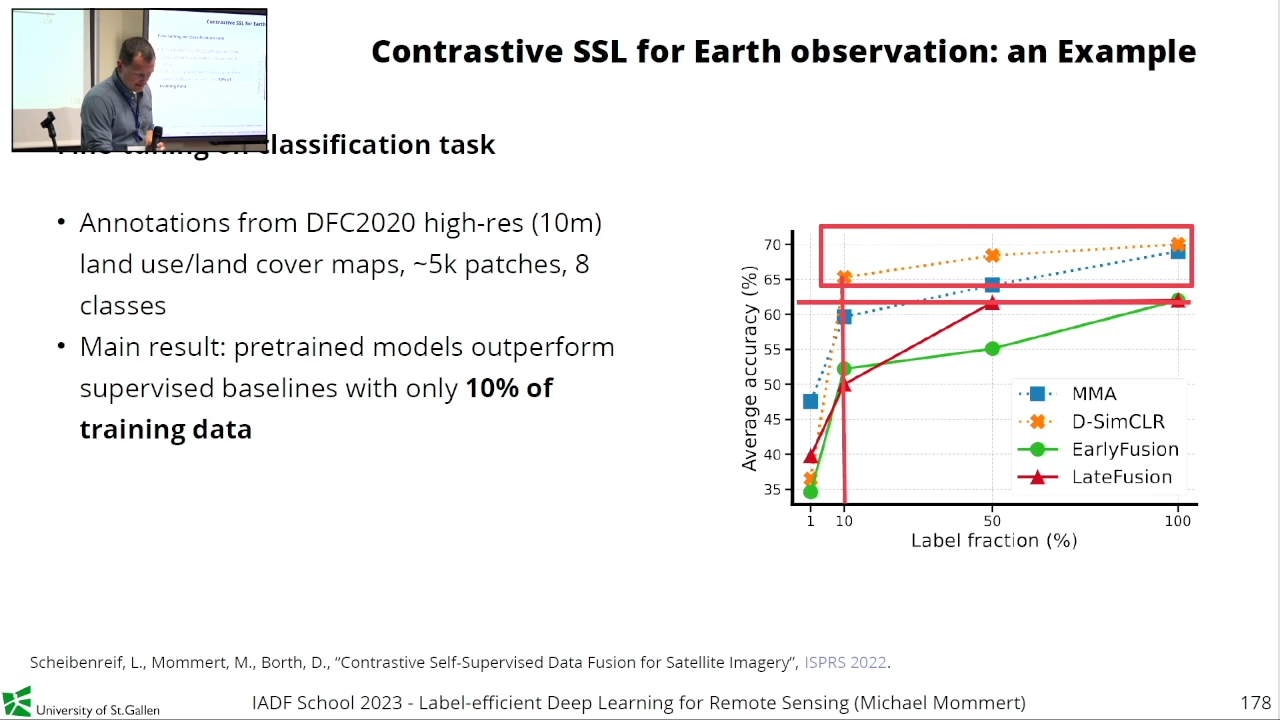 Contrastive SSL for Earth observation: an Example
classification task
• Annotations from DFC2020 high-res (10m)
land use/land cover maps, ~5k patches, 8
classes
• Main result: pretrained models outperform
supervised baselines with only 10% of
training data
Average accuracy (%)
70
65
60
55
50
45
40
35
1 10 50 100
Label fraction (%)
MMA
D-SimCLR
EarlyFusion
LateFusion
Scheibenreif, L., Mommert, M., Borth, D., “Contrastive Self-Supervised Data Fusion for Satellite Imagery”, ISPRS 2022.
University of St.Gallen
IADF School 2023 - Label-efficient Deep Learning for Remote Sensing (Michael Mommert)
178